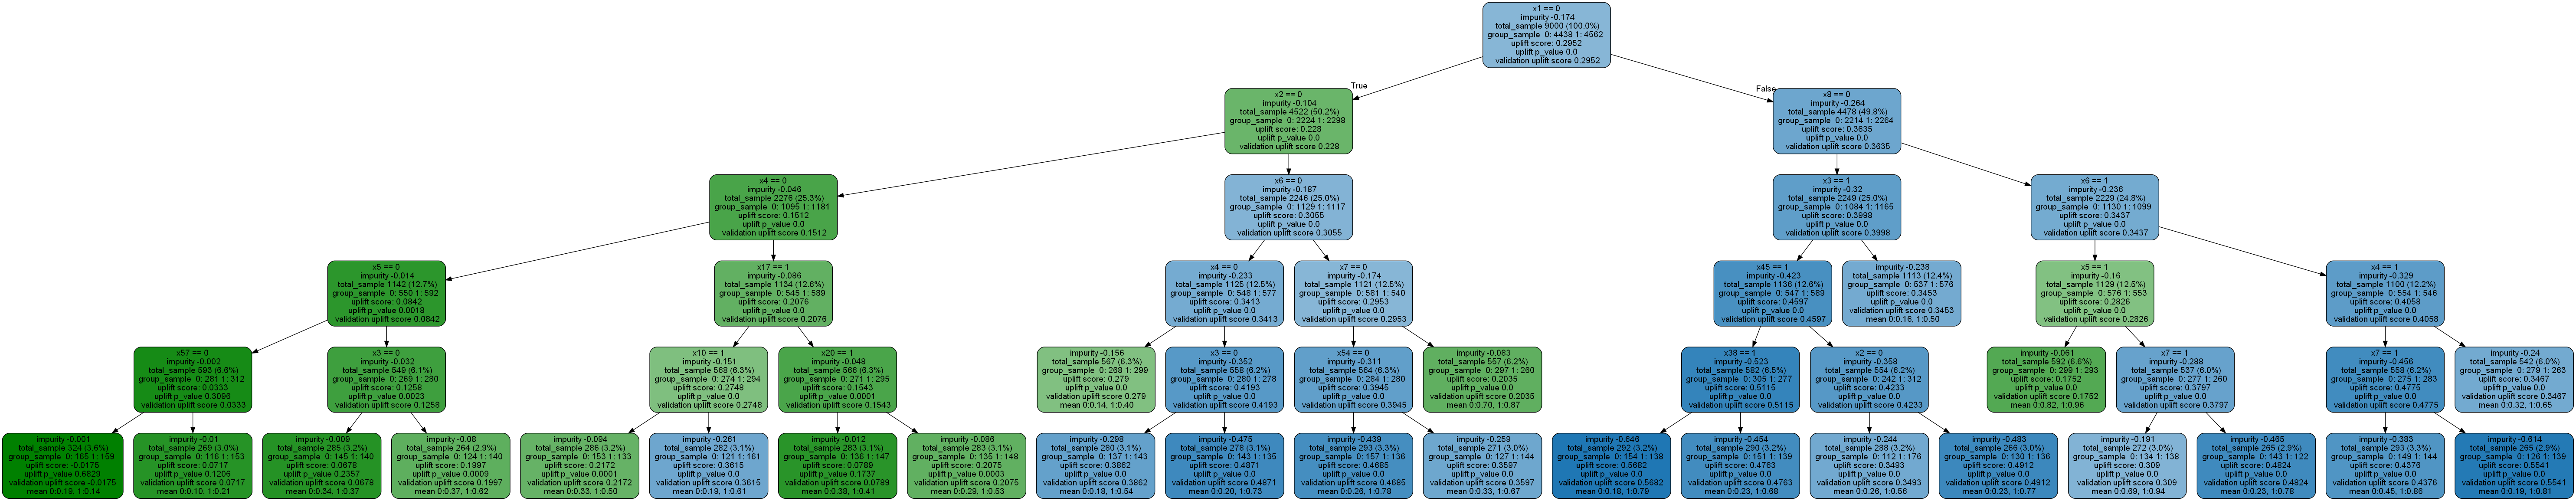 x1 == 0
impurity -0.174
total_sample 9000 (100.0%)
group_sample 0: 4438 1: 4562
uplift score: 0.2952
uplift p_value 0.0
validation uplift score 0.2952
True
False
x2 == 0
impurity -0.104
total_sample 4522 (50.2%)
group_sample 0: 2224 1: 2298
uplift score: 0.228
uplift p_value 0.0
validation uplift score 0.228
x8 == 0
impurity -0.264
total_sample 4478 (49.8%)
group_sample 0: 2214 1: 2264
uplift score: 0.3635
uplift p_value 0.0
validation uplift score 0.3635
x4 == 0
impurity -0.046
total_sample 2276 (25.3%)
group_sample 0: 1095 1: 1181
uplift score: 0.1512
uplift p_value 0.0
validation uplift score 0.1512
x6 == 0
impurity -0.187
total_sample 2246 (25.0%)
group_sample 0: 1129 1: 1117
uplift score: 0.3055
uplift p_value 0.0
validation uplift score 0.3055
x3 == 1
impurity -0.32
total_sample 2249 (25.0%)
group_sample 0: 1084 1: 1165
uplift score: 0.3998
uplift p_value 0.0
validation uplift score 0.3998
x6 == 1
impurity -0.236
total_sample 2229 (24.8%)
group_sample 0: 1130 1: 1099
uplift score: 0.3437
uplift p_value 0.0
validation uplift score 0.3437
x5 == 0
impurity -0.014
total_sample 1142 (12.7%)
group_sample 0: 550 1: 592
uplift score: 0.0842
uplift p_value 0.0018
validation uplift score 0.0842
x17 == 1
impurity -0.086
total_sample 1134 (12.6%)
group_sample 0: 545 1: 589
uplift score: 0.2076
uplift p_value 0.0
validation uplift score 0.2076
x4 == 0
impurity -0.233
total_sample 1125 (12.5%)
group_sample 0: 548 1: 577
uplift score: 0.3413
uplift p_value 0.0
validation uplift score 0.3413
x7 == 0
impurity -0.174
total_sample 1121 (12.5%)
group_sample 0: 581 1: 540
uplift score: 0.2953
uplift p_value 0.0
validation uplift score 0.2953
x45 == 1
impurity -0.423
total_sample 1136 (12.6%)
group_sample 0: 547 1: 589
uplift score: 0.4597
uplift p_value 0.0
validation uplift score 0.4597
impurity -0.238
total_sample 1113 (12.4%)
group_sample 0: 537 1: 576
uplift score: 0.3453
uplift p_value 0.0
validation uplift score 0.3453
mean 0:0.16, 1:0.50
x5 == 1
impurity -0.16
total_sample 1129 (12.5%)
group_sample 0: 576 1: 553
uplift score: 0.2826
uplift p_value 0.0
validation uplift score 0.2826
x4 == 1
impurity -0.329
total_sample 1100 (12.2%)
group_sample 0: 554 1: 546
uplift score: 0.4058
uplift p_value 0.0
validation uplift score 0.4058
x57 == 0
impurity -0.002
total_sample 593 (6.6%)
group_sample 0: 281 1: 312
uplift score: 0.0333
uplift p_value 0.3096
validation uplift score 0.0333
x3 == 0
impurity -0.032
total_sample 549 (6.1%)
group_sample 0: 269 1: 280
uplift score: 0.1258
uplift p_value 0.0023
validation uplift score 0.1258
x10 == 1
impurity -0.151
total_sample 568 (6.3%)
group_sample 0: 274 1: 294
uplift score: 0.2748
uplift p_value 0.0
validation uplift score 0.2748
x20 == 1
impurity -0.048
total_sample 566 (6.3%)
group_sample 0: 271 1: 295
uplift score: 0.1543
uplift p_value 0.0001
validation uplift score 0.1543
impurity -0.156
total_sample 567 (6.3%)
group_sample 0: 268 1: 299
uplift score: 0.279
uplift p_value 0.0
validation uplift score 0.279
mean 0:0.14, 1:0.40
x3 == 0
impurity -0.352
total_sample 558 (6.2%)
group_sample 0: 280 1: 278
uplift score: 0.4193
uplift p_value 0.0
validation uplift score 0.4193
x54 == 0
impurity -0.311
total_sample 564 (6.3%)
group_sample 0: 284 1: 280
uplift score: 0.3945
uplift p_value 0.0
validation uplift score 0.3945
impurity -0.083
total_sample 557 (6.2%)
group_sample 0: 297 1: 260
uplift score: 0.2035
uplift p_value 0.0
validation uplift score 0.2035
mean 0:0.70, 1:0.87
x38 == 1
impurity -0.523
total_sample 582 (6.5%)
group_sample 0: 305 1: 277
uplift score: 0.5115
uplift p_value 0.0
validation uplift score 0.5115
x2 == 0
impurity -0.358
total_sample 554 (6.2%)
group_sample 0: 242 1: 312
uplift score: 0.4233
uplift p_value 0.0
validation uplift score 0.4233
impurity -0.061
total_sample 592 (6.6%)
group_sample 0: 299 1: 293
uplift score: 0.1752
uplift p_value 0.0
validation uplift score 0.1752
mean 0:0.82, 1:0.96
x7 == 1
impurity -0.288
total_sample 537 (6.0%)
group_sample 0: 277 1: 260
uplift score: 0.3797
uplift p_value 0.0
validation uplift score 0.3797
x7 == 1
impurity -0.456
total_sample 558 (6.2%)
group_sample 0: 275 1: 283
uplift score: 0.4775
uplift p_value 0.0
validation uplift score 0.4775
impurity -0.24
total_sample 542 (6.0%)
group_sample 0: 279 1: 263
uplift score: 0.3467
uplift p_value 0.0
validation uplift score 0.3467
mean 0:0.32, 1:0.65
impurity -0.001
total_sample 324 (3.6%)
group_sample 0: 165 1: 159
uplift score: -0.0175
uplift p_value 0.6829
validation uplift score -0.0175
mean 0:0.19, 1:0.14
impurity -0.01
total_sample 269 (3.0%)
group_sample 0: 116 1: 153
uplift score: 0.0717
uplift p_value 0.1206
validation uplift score 0.0717
mean 0:0.10, 1:0.21
impurity -0.009
total_sample 285 (3.2%)
group_sample 0: 145 1: 140
uplift score: 0.0678
uplift p_value 0.2357
validation uplift score 0.0678
mean 0:0.34, 1:0.37
impurity -0.08
total_sample 264 (2.9%)
group_sample 0: 124 1: 140
uplift score: 0.1997
uplift p_value 0.0009
validation uplift score 0.1997
mean 0:0.37, 1:0.62
impurity -0.094
total_sample 286 (3.2%)
group_sample 0: 153 1: 133
uplift score: 0.2172
uplift p_value 0.0001
validation uplift score 0.2172
mean 0:0.33, 1:0.50
impurity -0.261
total_sample 282 (3.1%)
group_sample 0: 121 1: 161
uplift score: 0.3615
uplift p_value 0.0
validation uplift score 0.3615
mean 0:0.19, 1:0.61
impurity -0.012
total_sample 283 (3.1%)
group_sample 0: 136 1: 147
uplift score: 0.0789
uplift p_value 0.1737
validation uplift score 0.0789
mean 0:0.38, 1:0.41
impurity -0.086
total_sample 283 (3.1%)
group_sample 0: 135 1: 148
uplift score: 0.2075
uplift p_value 0.0003
validation uplift score 0.2075
mean 0:0.29, 1:0.53
impurity -0.298
total_sample 280 (3.1%)
group_sample 0: 137 1: 143
uplift score: 0.3862
uplift p_value 0.0
validation uplift score 0.3862
mean 0:0.18, 1:0.54
impurity -0.475
total_sample 278 (3.1%)
group_sample 0: 143 1: 135
uplift score: 0.4871
uplift p_value 0.0
validation uplift score 0.4871
mean 0:0.20, 1:0.73
impurity -0.439
total_sample 293 (3.3%)
group_sample 0: 157 1: 136
uplift score: 0.4685
uplift p_value 0.0
validation uplift score 0.4685
mean 0:0.26, 1:0.78
impurity -0.259
total_sample 271 (3.0%)
group_sample 0: 127 1: 144
uplift score: 0.3597
uplift p_value 0.0
validation uplift score 0.3597
mean 0:0.33, 1:0.67
impurity -0.646
total_sample 292 (3.2%)
group_sample 0: 154 1: 138
uplift score: 0.5682
uplift p_value 0.0
validation uplift score 0.5682
mean 0:0.18, 1:0.79
impurity -0.454
total_sample 290 (3.2%)
group_sample 0: 151 1: 139
uplift score: 0.4763
uplift p_value 0.0
validation uplift score 0.4763
mean 0:0.23, 1:0.68
impurity -0.244
total_sample 288 (3.2%)
group_sample 0: 112 1: 176
uplift score: 0.3493
uplift p_value 0.0
validation uplift score 0.3493
mean 0:0.26, 1:0.56
impurity -0.483
total_sample 266 (3.0%)
group_sample 0: 130 1: 136
uplift score: 0.4912
uplift p_value 0.0
validation uplift score 0.4912
mean 0:0.23, 1:0.77
impurity -0.191
total_sample 272 (3.0%)
group_sample 0: 134 1: 138
uplift score: 0.309
uplift p_value 0.0
validation uplift score 0.309
mean 0:0.69, 1:0.94
impurity -0.465
total_sample 265 (2.9%)
group_sample 0: 143 1: 122
uplift score: 0.4824
uplift p_value 0.0
validation uplift score 0.4824
mean 0:0.23, 1:0.78
impurity -0.383
total_sample 293 (3.3%)
group_sample 0: 149 1: 144
uplift score: 0.4376
uplift p_value 0.0
validation uplift score 0.4376
mean 0:0.45, 1:0.86
impurity -0.614
total_sample 265 (2.9%)
group_sample 0: 126 1: 139
uplift score: 0.5541
uplift p_value 0.0
validation uplift score 0.5541
mean 0:0.19, 1:0.81